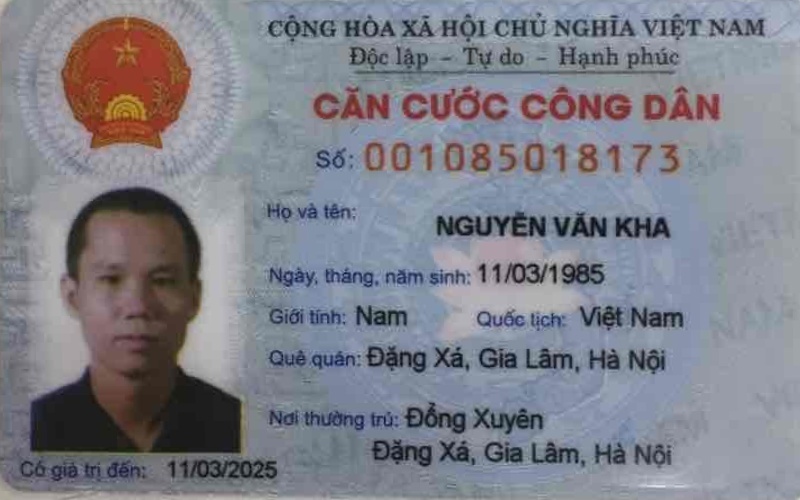 CỘNG HÒA XÃ HỘI CHỦ NGHĨA VIỆT NAM
Độc lập - Tự do - Hạnh phúc
CĂN CƯỚC CÔNG DÂN
Số: 001085018173
Họ và tên: NGUYỄN VĂN KHA
Ngày, tháng, năm sinh: 11/03/1985
Giới tính: Nam Quốc tịch: Việt Nam
Quê quán: Đặng Xá, Gia Lâm, Hà Nội
Nơi thường trú: Đổng Xuyên
Đặng Xá, Gia Lâm, Hà Nội
Có giá trị đến: 11/03/2025